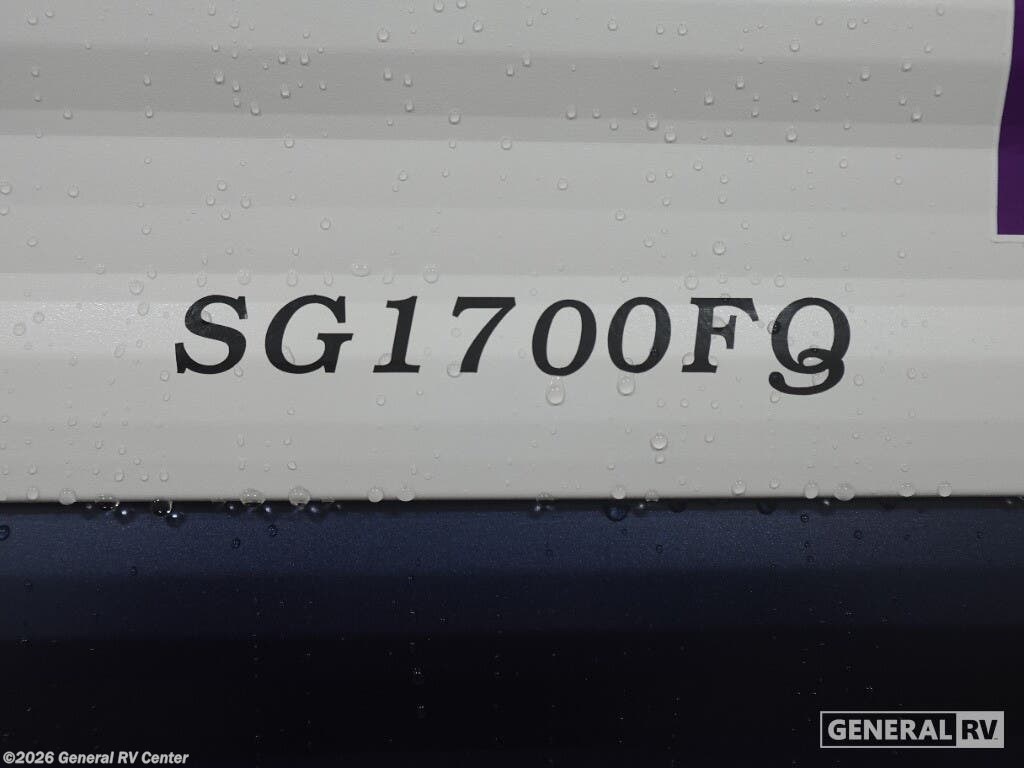 SG1700FQ
GENERAL RV
©2026 General RV Center